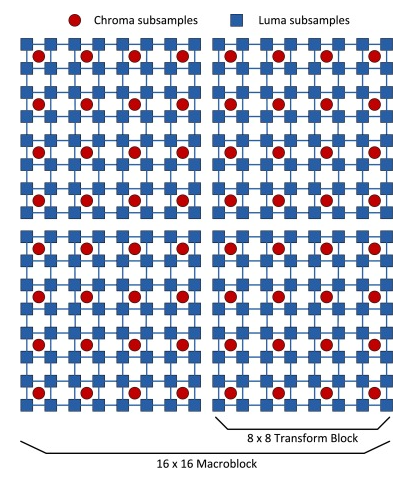 Chroma subsamples Luma subsamples
8 x 8 Transform Block
16 x 16 Macroblock